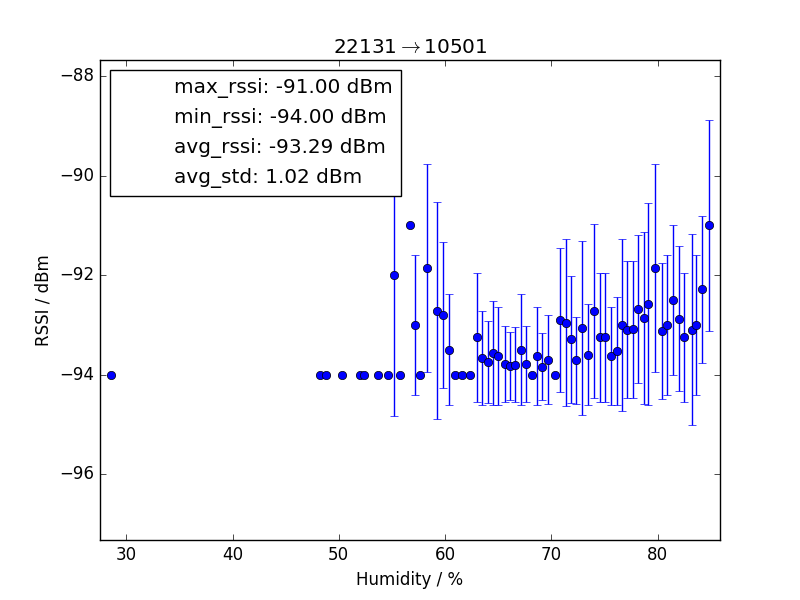 22131→10501
max_rssi: -91.00 dBm
min_rssi: -94.00 dBm
avg_rssi: -93.29 dBm
avg_std: 1.02 dBm
−88
−90
−92
−94
−96
RSSI / dBm
30 40 50 60 70 80
Humidity / %